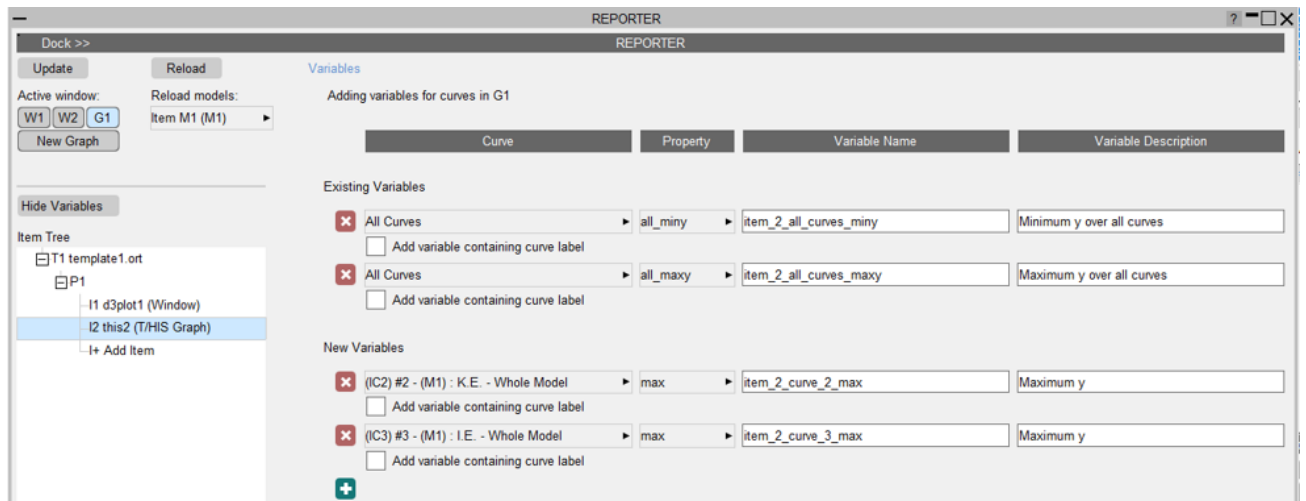 REPORTER
?
Dock >> REPORTER
Update Reload Variables
Active window: Reload models: Adding variables for curves in G1
W1 W2 G1 Item M1 (M1)
New Graph
Curve Property Variable Name Variable Description
Existing Variables
Hide Variables
All Curves all_miny item_2_all_curves_miny Minimum y over all curves
Add variable containing curve label
Item Tree
T1 template1.ort
All Curves all_maxy item_2_all_curves_maxy Maximum y over all curves
P1
Add variable containing curve label
I1 d3plot1 (Window)
I2 this2 (T/HIS Graph)
I+ Add Item
New Variables
(IC2) #2 - (M1) : K.E. - Whole Model max item_2_curve_2_max Maximum y
Add variable containing curve label
(IC3) #3 - (M1) : I.E. - Whole Model max item_2_curve_3_max Maximum y
Add variable containing curve label